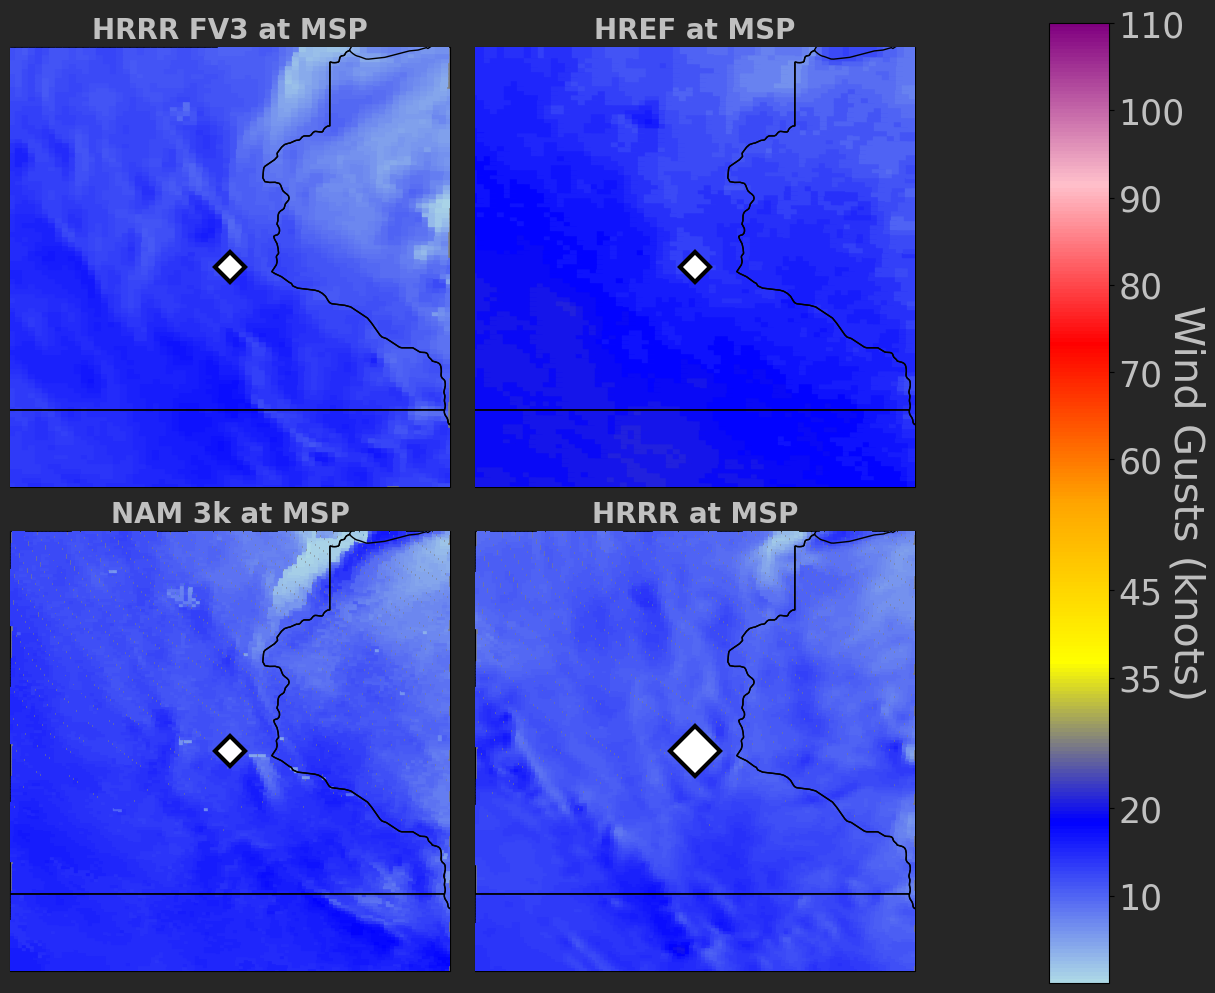 HRRR FV3 at MSP
HREF at MSP
NAM 3k at MSP
HRRR at MSP
110
100
90
80
70
60
45
35
20
10
Wind Gusts (knots)